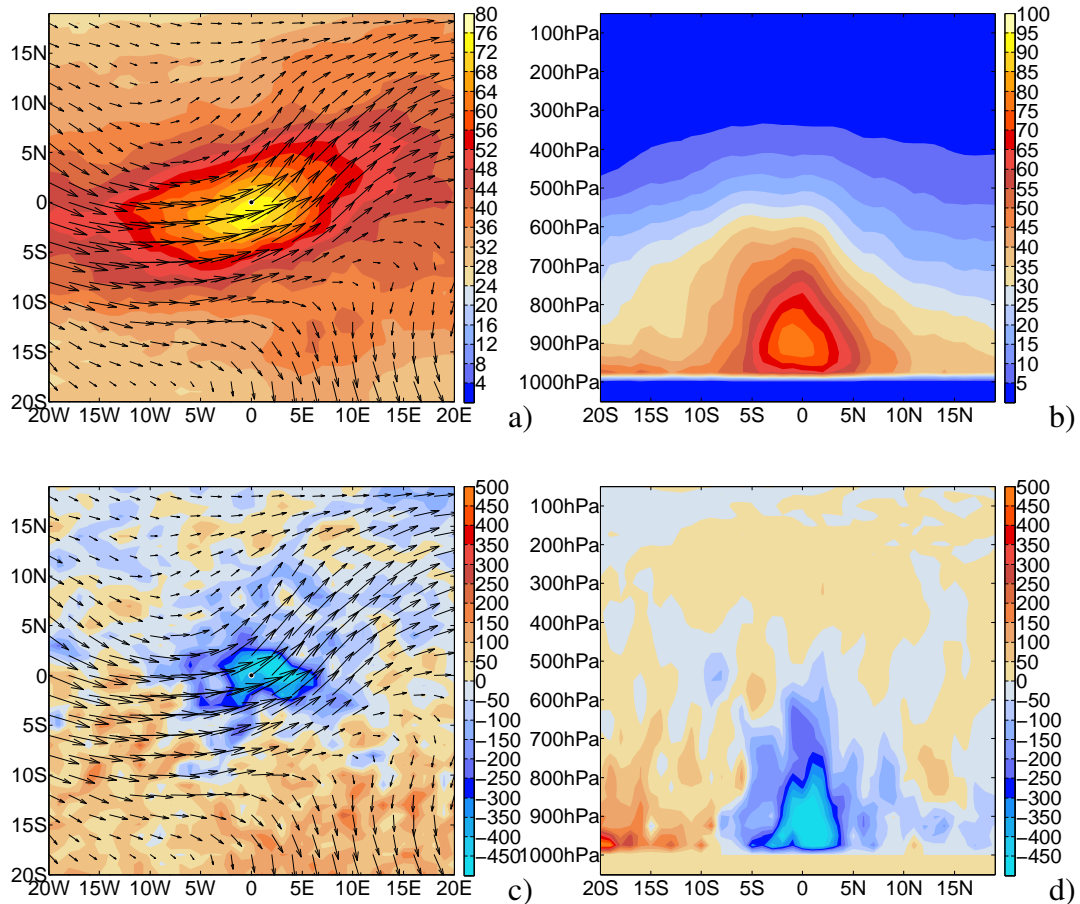 15N
10N
5N
0
5S
10S
15S
20S
20W 15W 10W 5W 0 5E 10E 15E 20E
80
76
72
68
64
60
56
52
48
44
40
36
32
28
24
20
16
12
8
4
a)
100hPa
200hPa
300hPa
400hPa
500hPa
600hPa
700hPa
800hPa
900hPa
1000hPa
20S 15S 10S 5S 0 5N 10N 15N
100
95
90
85
80
75
70
65
60
55
50
45
40
35
30
25
20
15
10
5
b)
15N
10N
5N
0
5S
10S
15S
20S
20W 15W 10W 5W 0 5E 10E 15E 20E
500
450
400
350
300
250
200
150
100
50
0
−50
−100
−150
−200
−250
−300
−350
−400
−450
c)
100hPa
200hPa
300hPa
400hPa
500hPa
600hPa
700hPa
800hPa
900hPa
1000hPa
20S 15S 10S 5S 0 5N 10N 15N
500
450
400
350
300
250
200
150
100
50
0
−50
−100
−150
−200
−250
−300
−350
−400
−450
d)